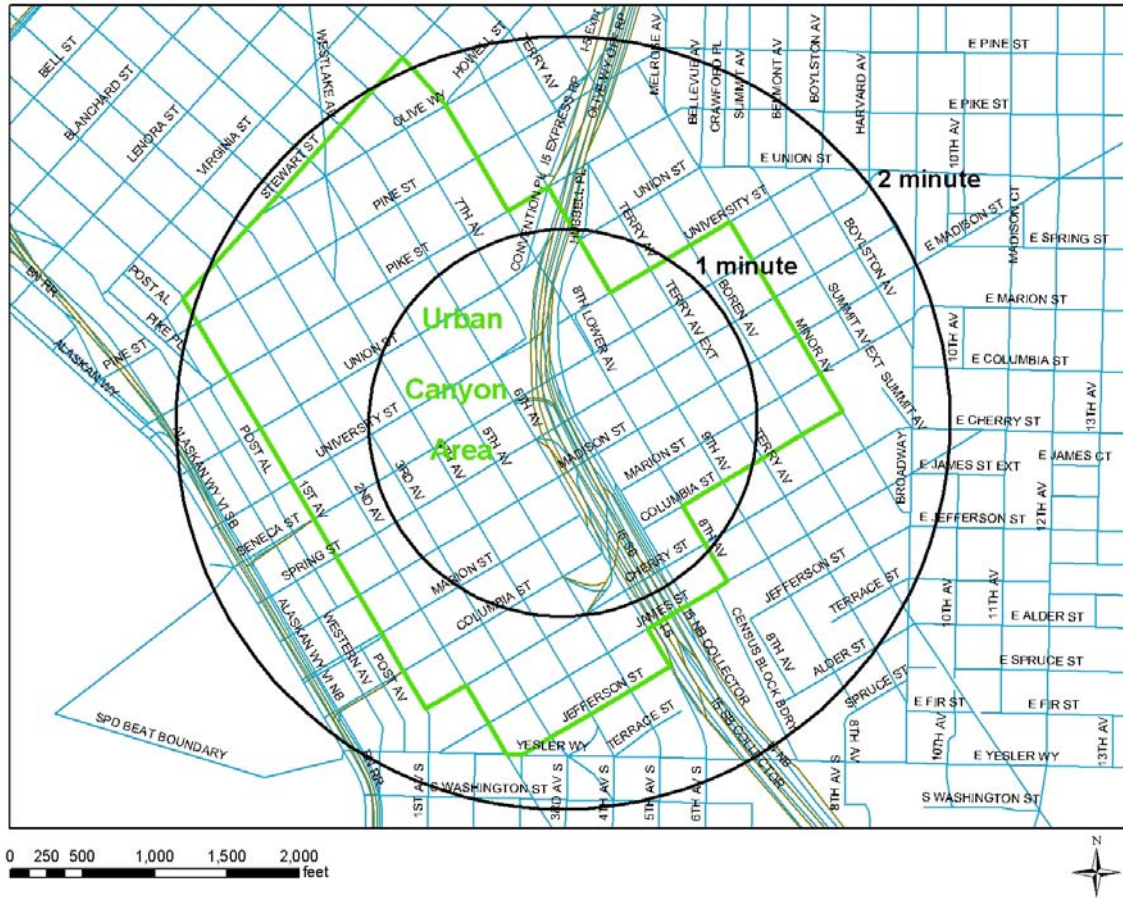 BELL ST
BLANCHARD ST
LENORA ST
VIRGINIA ST
WESTLAKE AV
STEWART ST
OLIVE WY
HOWELL ST
TERRY AV
I5 EXPRESS RP
OLIVE WY OFF RP
CONVENTION PL
HUBBELL PL
MELROSE AV
BELLEVUE AV
CRAWFORD PL
SUMMIT AV
BELMONT AV
BOYLSTON AV
HARVARD AV
10TH AV
E PINE ST
E PIKE ST
E UNION ST
2 minute
PINE ST
PIKE ST
7TH AV
UNION ST
UNIVERSITY ST
TERRY AV
E MADISON ST
MADISON CT
E SPRING ST
BOYLSTON AV
1 minute
BN RR
POST AL
PIKE PL
PINE ST
ALASKAN WY
Urban
Canyon
Area
8TH LOWER AV
TERRY AV EXT
BOREN AV
MINOR AV
SUMMIT AV EXT
SUMMIT AV
E MARION ST
10TH AV
E COLUMBIA ST
UNION ST
UNIVERSITY ST
6TH AV
5TH AV
3RD AV
2ND AV
1ST AV
POST AL
ALASKAN WY VI SB
MADISON ST
MARION ST
9TH AV
TERRY AV
COLUMBIA ST
8TH AV
BROADWAY
E CHERRY ST
13TH AV
E JAMES CT
E JAMES ST EXT
12TH AV
E JEFFERSON ST
SENECA ST
SPRING ST
MARION ST
COLUMBIA ST
I5 SB
CHERRY ST
JAMES ST
I5 NB COLLECTOR
JEFFERSON ST
TERRACE ST
10TH AV
11TH AV
E ALDER ST
ALASKAN WY VI NB
WESTERN AV
POST AV
CENSUS BLOCK BDRY
8TH AV
ALDER ST
SPRUCE ST
E SPRUCE ST
JEFFERSON ST
TERRACE ST
I5 SB COLLECTOR
I5 NB
8TH AV
E FIR ST
E FIR ST
SPD BEAT BOUNDARY
BN RR
YESLER WY
E YESLER WY
10TH AV
13TH AV
S WASHINGTON ST
1ST AV S
3RD AV S
4TH AV S
5TH AV S
6TH AV S
8TH AV S
S WASHINGTON ST
0 250 500 1,000 1,500 2,000
feet
N